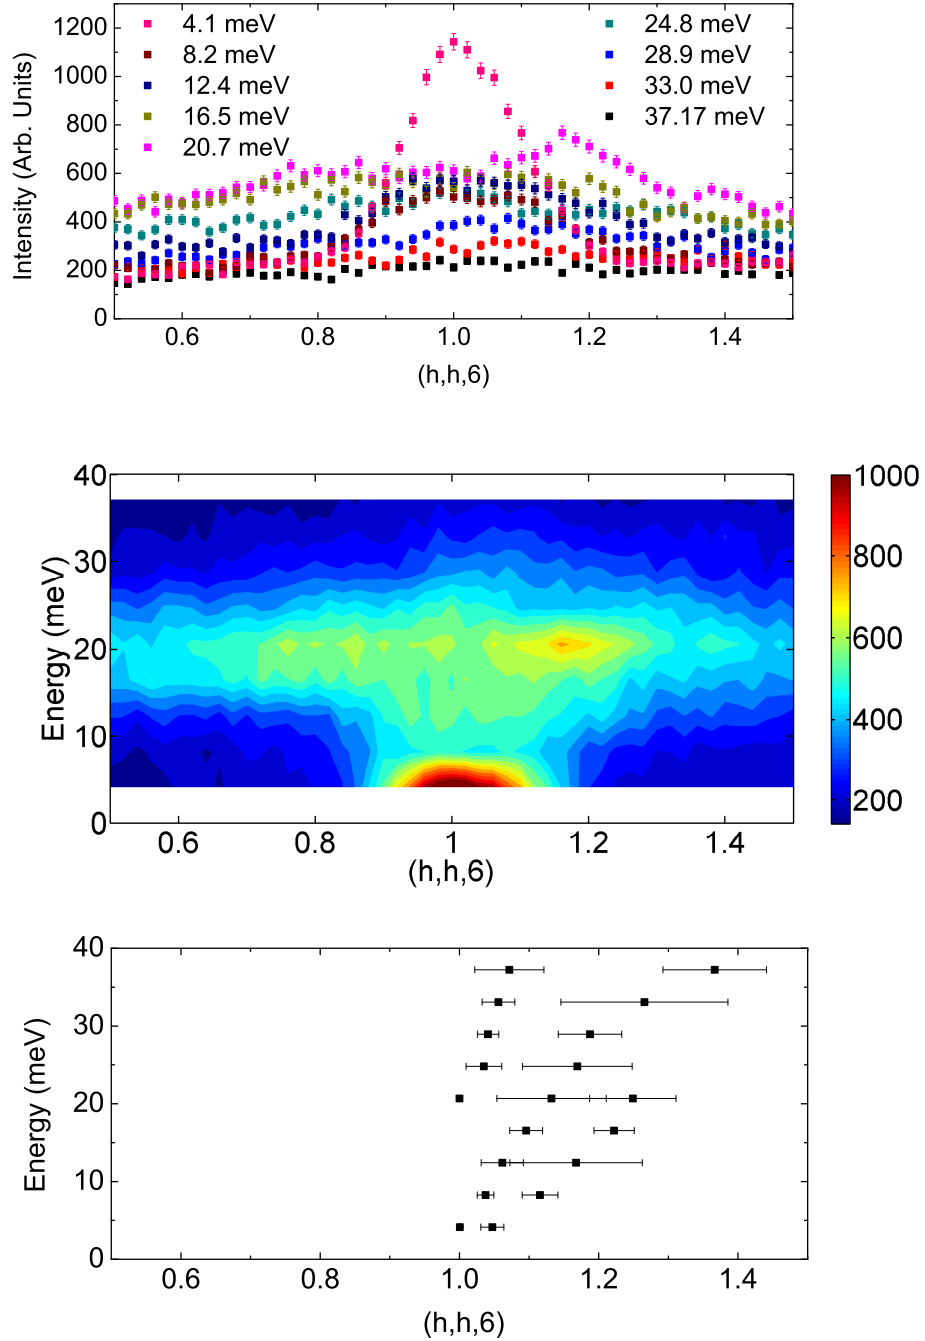 1200
1000
800
600
400
200
0
Intensity (Arb. Units)
4.1 meV
8.2 meV
12.4 meV
16.5 meV
20.7 meV
24.8 meV
28.9 meV
33.0 meV
37.17 meV
0.6 0.8 1.0 1.2 1.4
(h,h,6)
40
30
20
10
0
Energy (meV)
0.6 0.8 1 1.2 1.4
(h,h,6)
1000
800
600
400
200
40
30
20
10
0
Energy (meV)
0.6 0.8 1.0 1.2 1.4
(h,h,6)